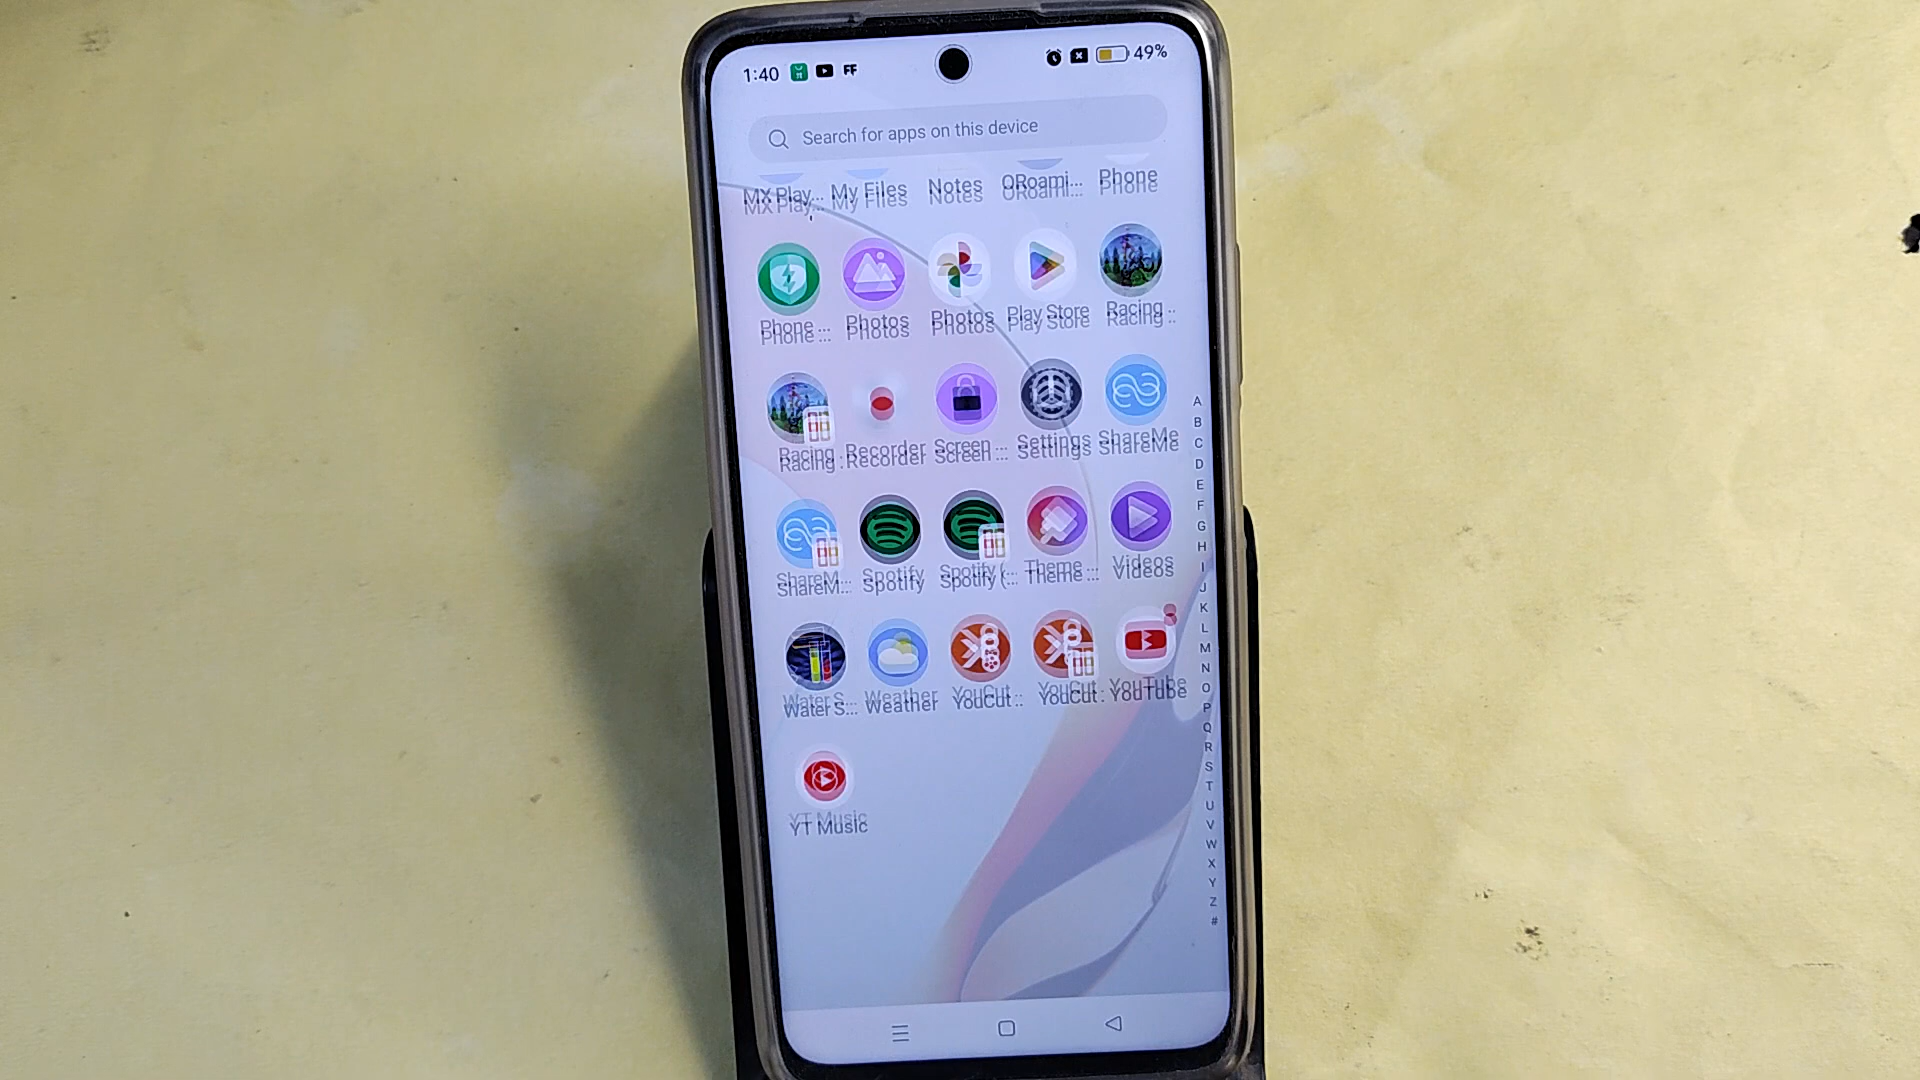 1:40 FF 49%
Search for apps on this device
MX Play... My Files Notes ORoami... Phone
Phone ... Photos Photos Play Store Racing
Racing Recorder Screen ... Settings ShareMe
ShareM... Spotify Spotify (... Theme ... Videos
Water S... Weather YouCut YouCut YouTube
YT Music
A
B
C
D
E
F
G
H
I
J
K
L
M
N
O
P
Q
R
S
T
U
V
W
X
Y
Z
#